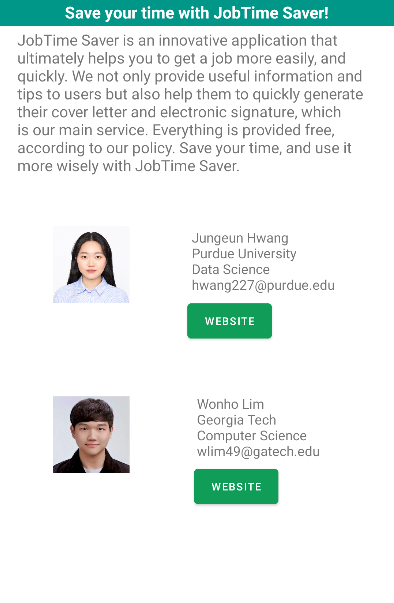 Save your time with JobTime Saver!
JobTime Saver is an innovative application that
ultimately helps you to get a job more easily, and
quickly. We not only provide useful information and
tips to users but also help them to quickly generate
their cover letter and electronic signature, which
is our main service. Everything is provided free,
according to our policy. Save your time, and use it
more wisely with JobTime Saver.
Jungeun Hwang
Purdue University
Data Science
hwang227@purdue.edu
WEBSITE
Wonho Lim
Georgia Tech
Computer Science
wlim49@gatech.edu
WEBSITE